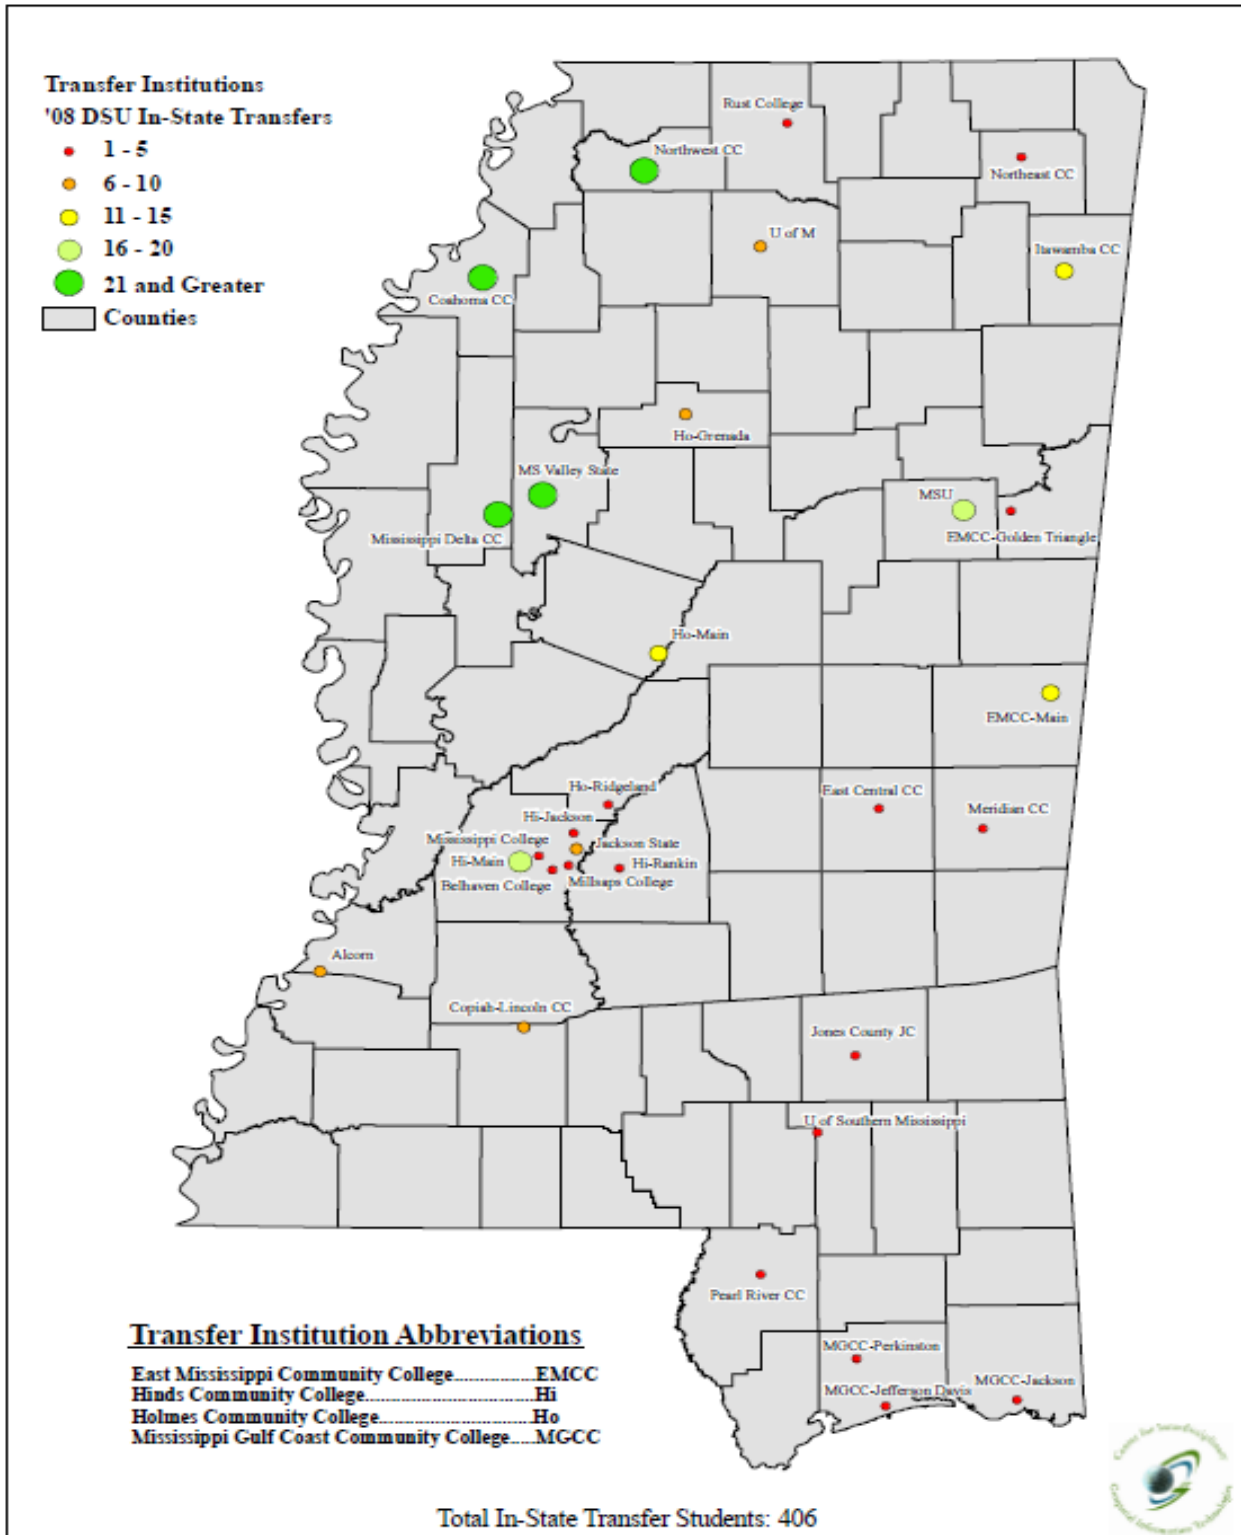 Transfer Institutions
'08 DSU In-State Transfers
1 - 5
6 - 10
11 - 15
16 - 20
21 and Greater
Counties
Rust College
Northwest CC
Northeast CC
U of M
Itawamba CC
Coahoma CC
Ho-Grenada
MS Valley State
MSU
Mississippi Delta CC
EMCC-Golden Triangle
Ho-Main
EMCC-Main
Ho-Ridgeland
East Central CC
Meridian CC
Hi-Jackson
Mississippi College
Jackson State
Hi-Main
Hi-Rankin
Belhaven College
Millsaps College
Alcorn
Copiah-Lincoln CC
Jones County JC
U of Southern Mississippi
Pearl River CC
MGCC-Perkinston
MGCC-Jefferson Davis
MGCC-Jackson
Transfer Institution Abbreviations
East Mississippi Community College....................EMCC
Hinds Community College..........................................Hi
Holmes Community College......................................Ho
Mississippi Gulf Coast Community College......MGCC
Center for Interdisciplinary
Geospatial Information Technologies
Total In-State Transfer Students: 406